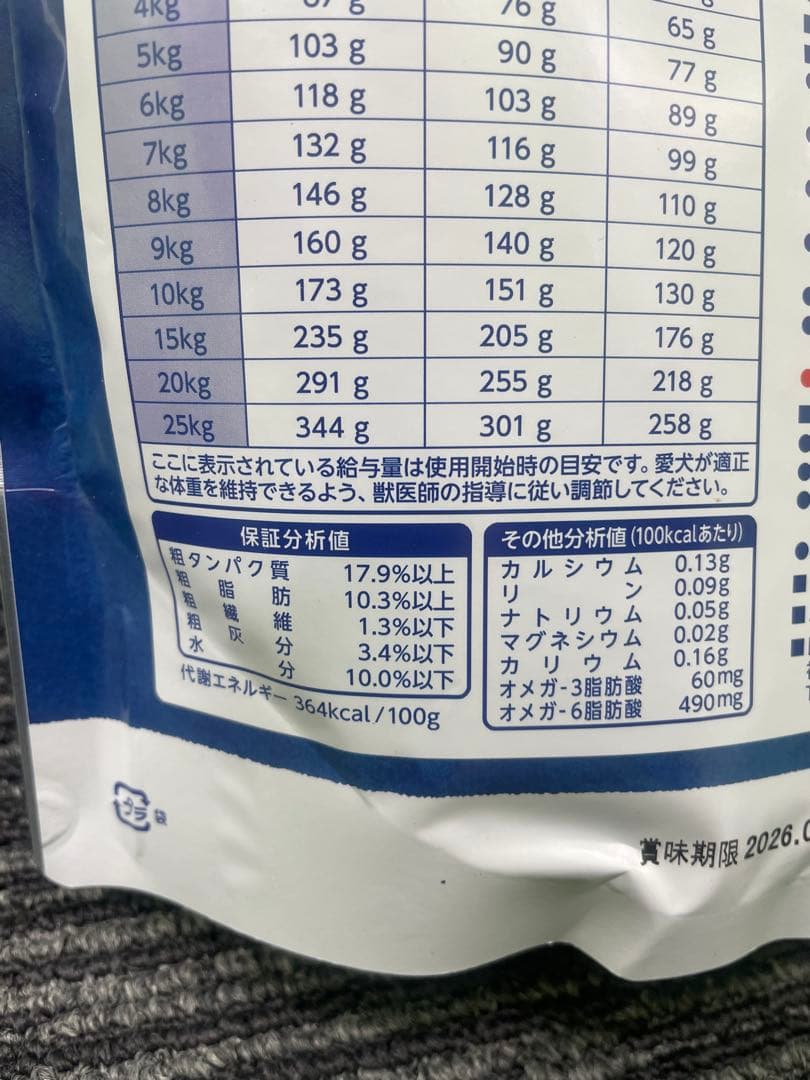 4kg 76 g
65 g
5kg 103 g 90 g 77 g
6kg 118 g 103 g 89 g
7kg 132 g 116 g 99 g
8kg 146 g 128 g 110 g
9kg 160 g 140 g 120 g
10kg 173 g 151 g 130 g
15kg 235 g 205 g 176 g
20kg 291 g 255 g 218 g
25kg 344 g 301 g 258 g
ここに表示されている給与量は使用開始時の目安です。愛犬が適正
な体重を維持できるよう、獣医師の指導に従い調節してください。
保証分析値
粗タンパク質 17.9%以上
粗脂肪 10.3%以上
粗繊維 1.3%以下
粗灰分 3.4%以下
水分 10.0%以下
代謝エネルギー 364kcal/100g
その他分析値(100kcalあたり)
カルシウム 0.13g
リン 0.09g
ナトリウム 0.05g
マグネシウム 0.02g
カリウム 0.16g
オメガ-3脂肪酸 60mg
オメガ-6脂肪酸 490mg
プラ 袋
賞味期限 2026.0